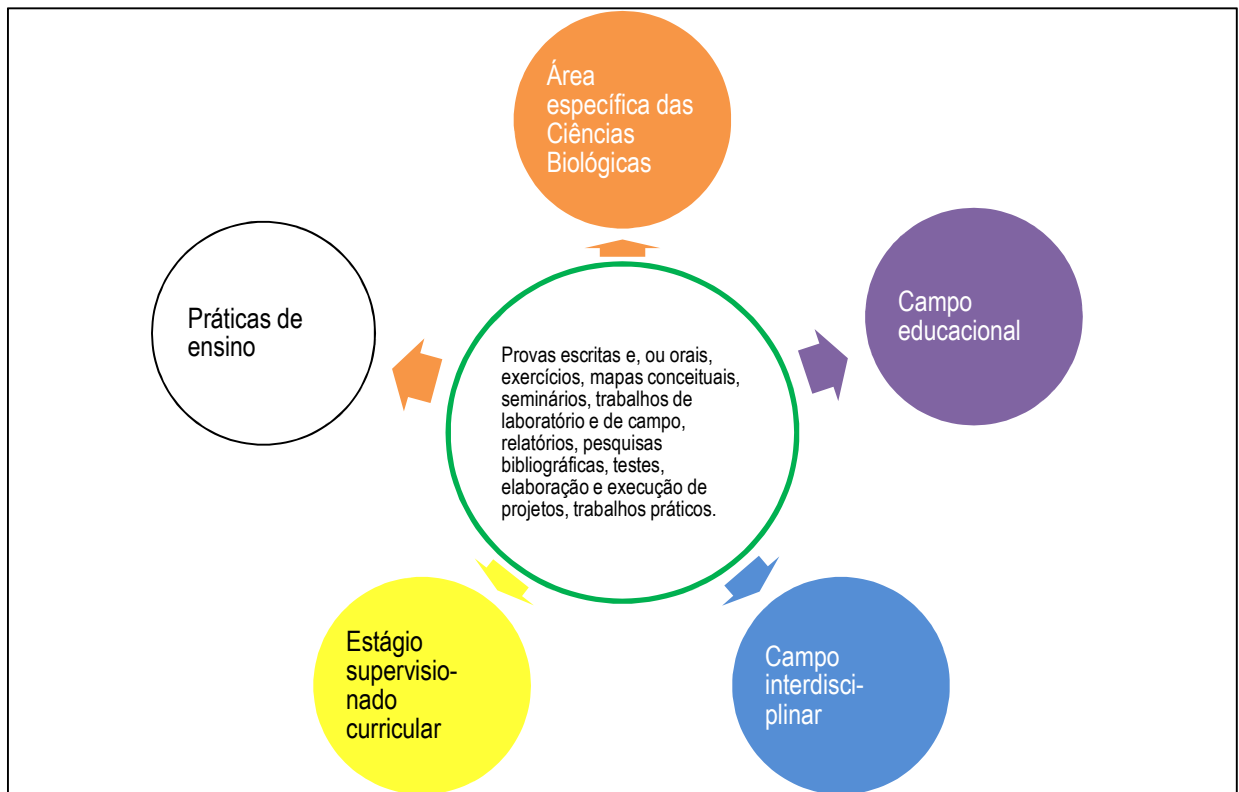 Área
específica das
Ciências
Biológicas
Práticas de
ensino
Campo
educacional
Provas escritas e, ou orais,
exercícios, mapas conceituais,
seminários, trabalhos de
laboratório e de campo,
relatórios, pesquisas
bibliográficas, testes,
elaboração e execução de
projetos, trabalhos práticos.
Estágio
supervisio-
nado
curricular
Campo
interdisci-
plinar